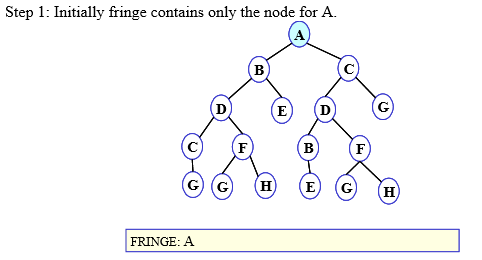 Step 1: Initially fringe contains only the node for A.
A
B C
D E D G
C F B F
G G H E G H
FRINGE: A